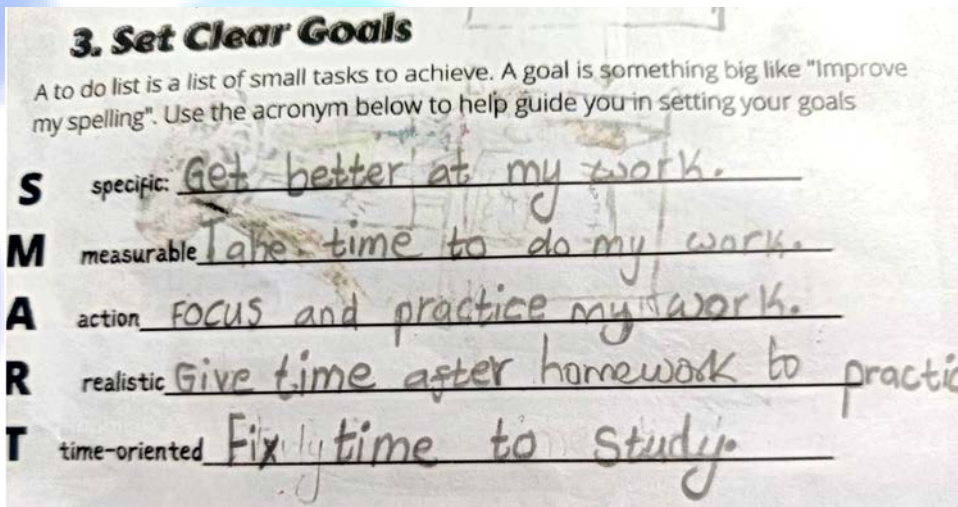 3. Set Clear Goals
A to do list is a list of small tasks to achieve. A goal is something big like "Improve
my spelling". Use the acronym below to help guide you in setting your goals
S specific: Get better at my work.
M measurable Take time to do my work.
A action Focus and practice my work.
R realistic Give time after homework to practic
T time-oriented Fix time to study.